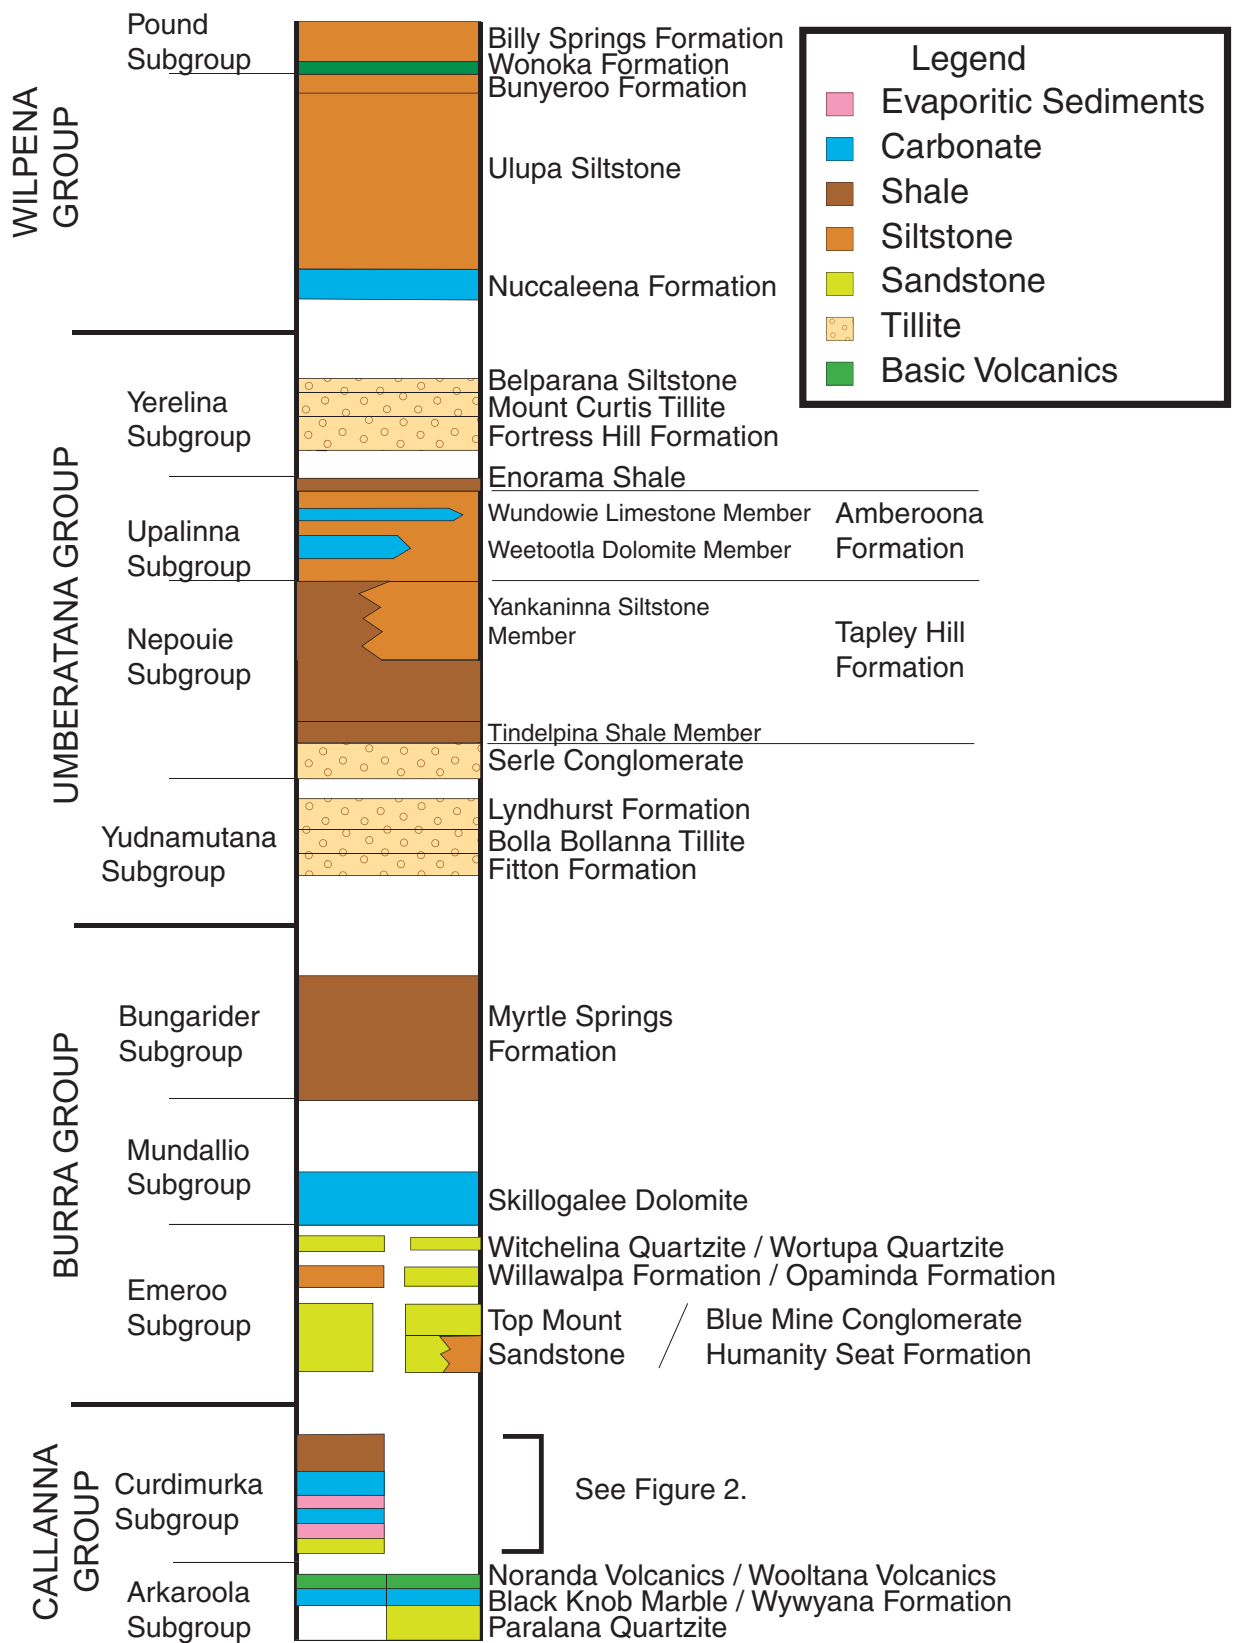 Pound
Subgroup
Billy Springs Formation
Wonoka Formation
Bunyeroo Formation
WILPENA
GROUP
Ulupa Siltstone
Nuccaleena Formation
Legend
Evaporitic Sediments
Carbonate
Shale
Siltstone
Sandstone
Tillite
Basic Volcanics
UMBERATANA GROUP
Yerelina
Subgroup
Belparana Siltstone
Mount Curtis Tillite
Fortress Hill Formation
Enorama Shale
Upalinna
Subgroup
Wundowie Limestone Member
Weetootla Dolomite Member
Amberoona
Formation
Nepouie
Subgroup
Yankaninna Siltstone
Member
Tapley Hill
Formation
Tindelpina Shale Member
Serle Conglomerate
Yudnamutana
Subgroup
Lyndhurst Formation
Bolla Bollanna Tillite
Fitton Formation
BURRA GROUP
Bungarider
Subgroup
Myrtle Springs
Formation
Mundallio
Subgroup
Skillogalee Dolomite
Emeroo
Subgroup
Witchelina Quartzite / Wortupa Quartzite
Willawalpa Formation / Opaminda Formation
Top Mount
Sandstone
/
Blue Mine Conglomerate
Humanity Seat Formation
CALLANNA
GROUP
Curdimurka
Subgroup
See Figure 2.
Arkaroola
Subgroup
Noranda Volcanics / Wooltana Volcanics
Black Knob Marble / Wywyana Formation
Paralana Quartzite